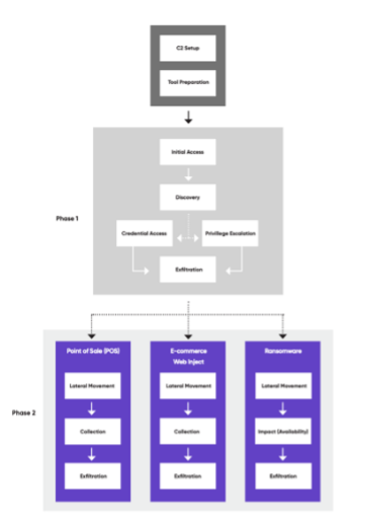 C2 Setup
Tool Preparation
Initial Access
Discovery
Phase 1
Credential Access
Privilege Escalation
Exfiltration
Point of Sale (POS)
E-commerce
Web Inject
Ransomware
Lateral Movement
Lateral Movement
Lateral Movement
Phase 2
Collection
Collection
Impact (Availability)
Exfiltration
Exfiltration
Exfiltration